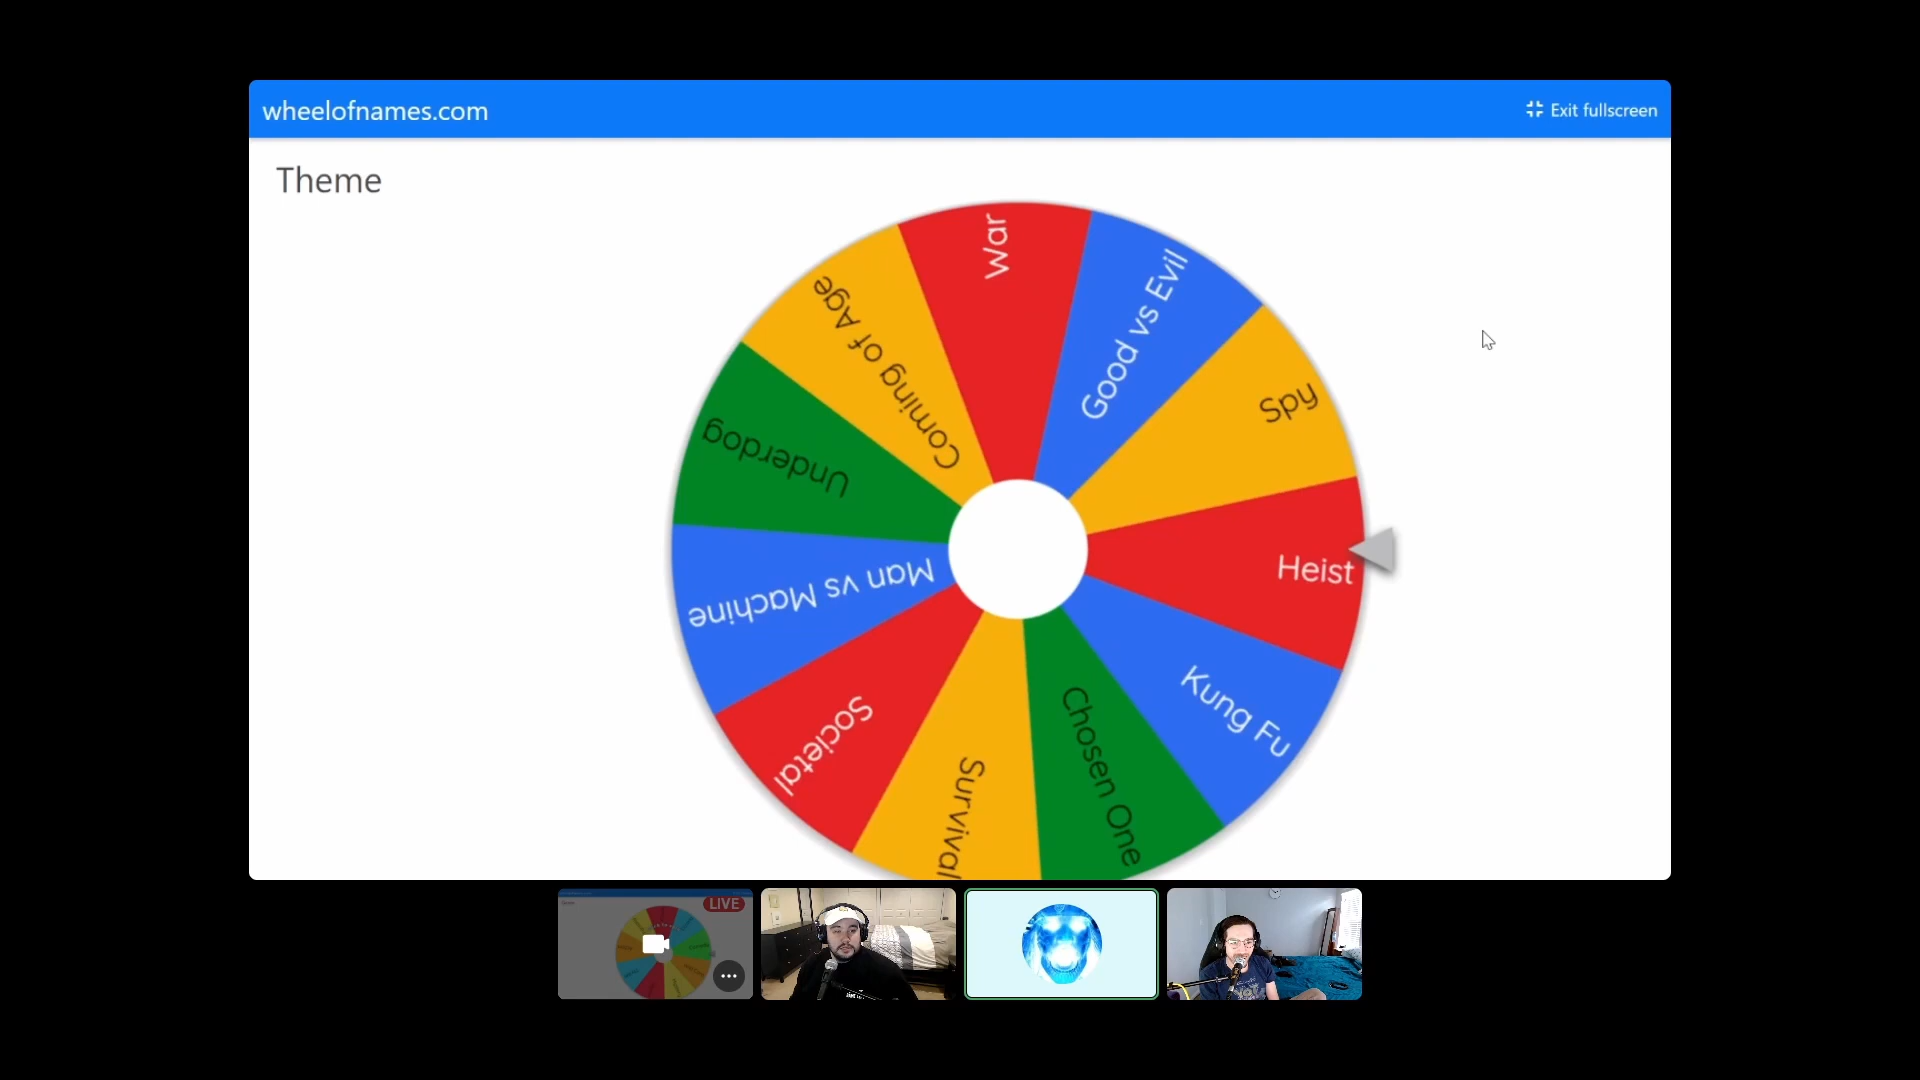 wheelofnames.com
Exit fullscreen
Theme
War
Good vs Evil
Spy
Heist
Kung Fu
Chosen One
Survival
Societal
Man vs Machine
Underdog
Coming of Age
LIVE